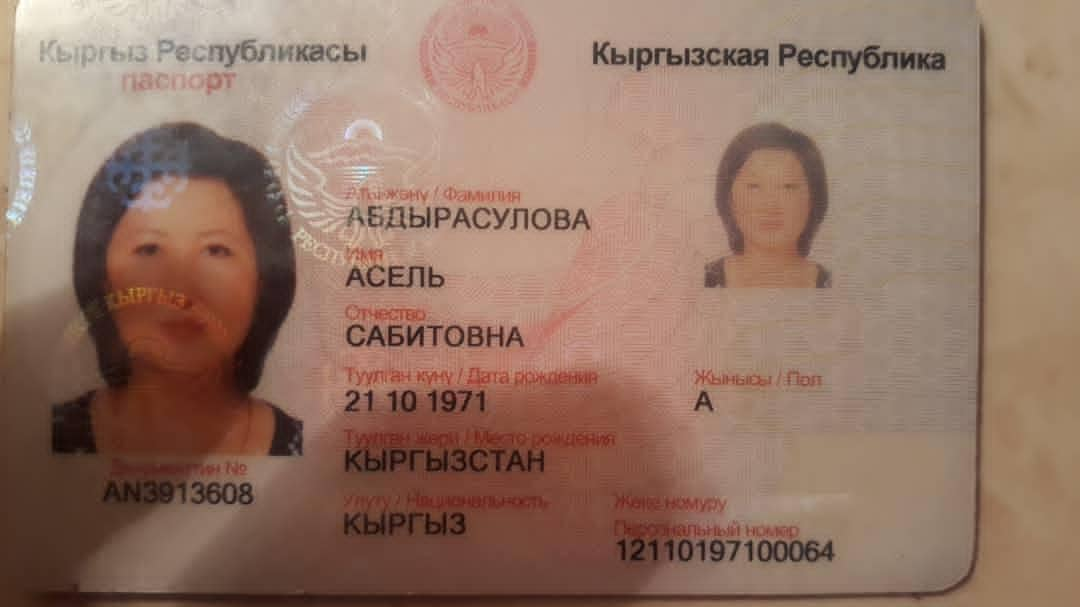 Кыргыз Республикасы
паспорт
Кыргызская Республика
Аты-жөнү / Фамилия
АБДЫРАСУЛОВА
Имя
АСЕЛЬ
Отчество
САБИТОВНА
Туулган күнү / Дата рождения
21 10 1971
Жынысы / Пол
А
Туулган жери / Место рождения
КЫРГЫЗСТАН
Документтин №
AN3913608
Улуту / Национальность
КЫРГЫЗ
Жеке номуру
Персональный номер
12110197100064